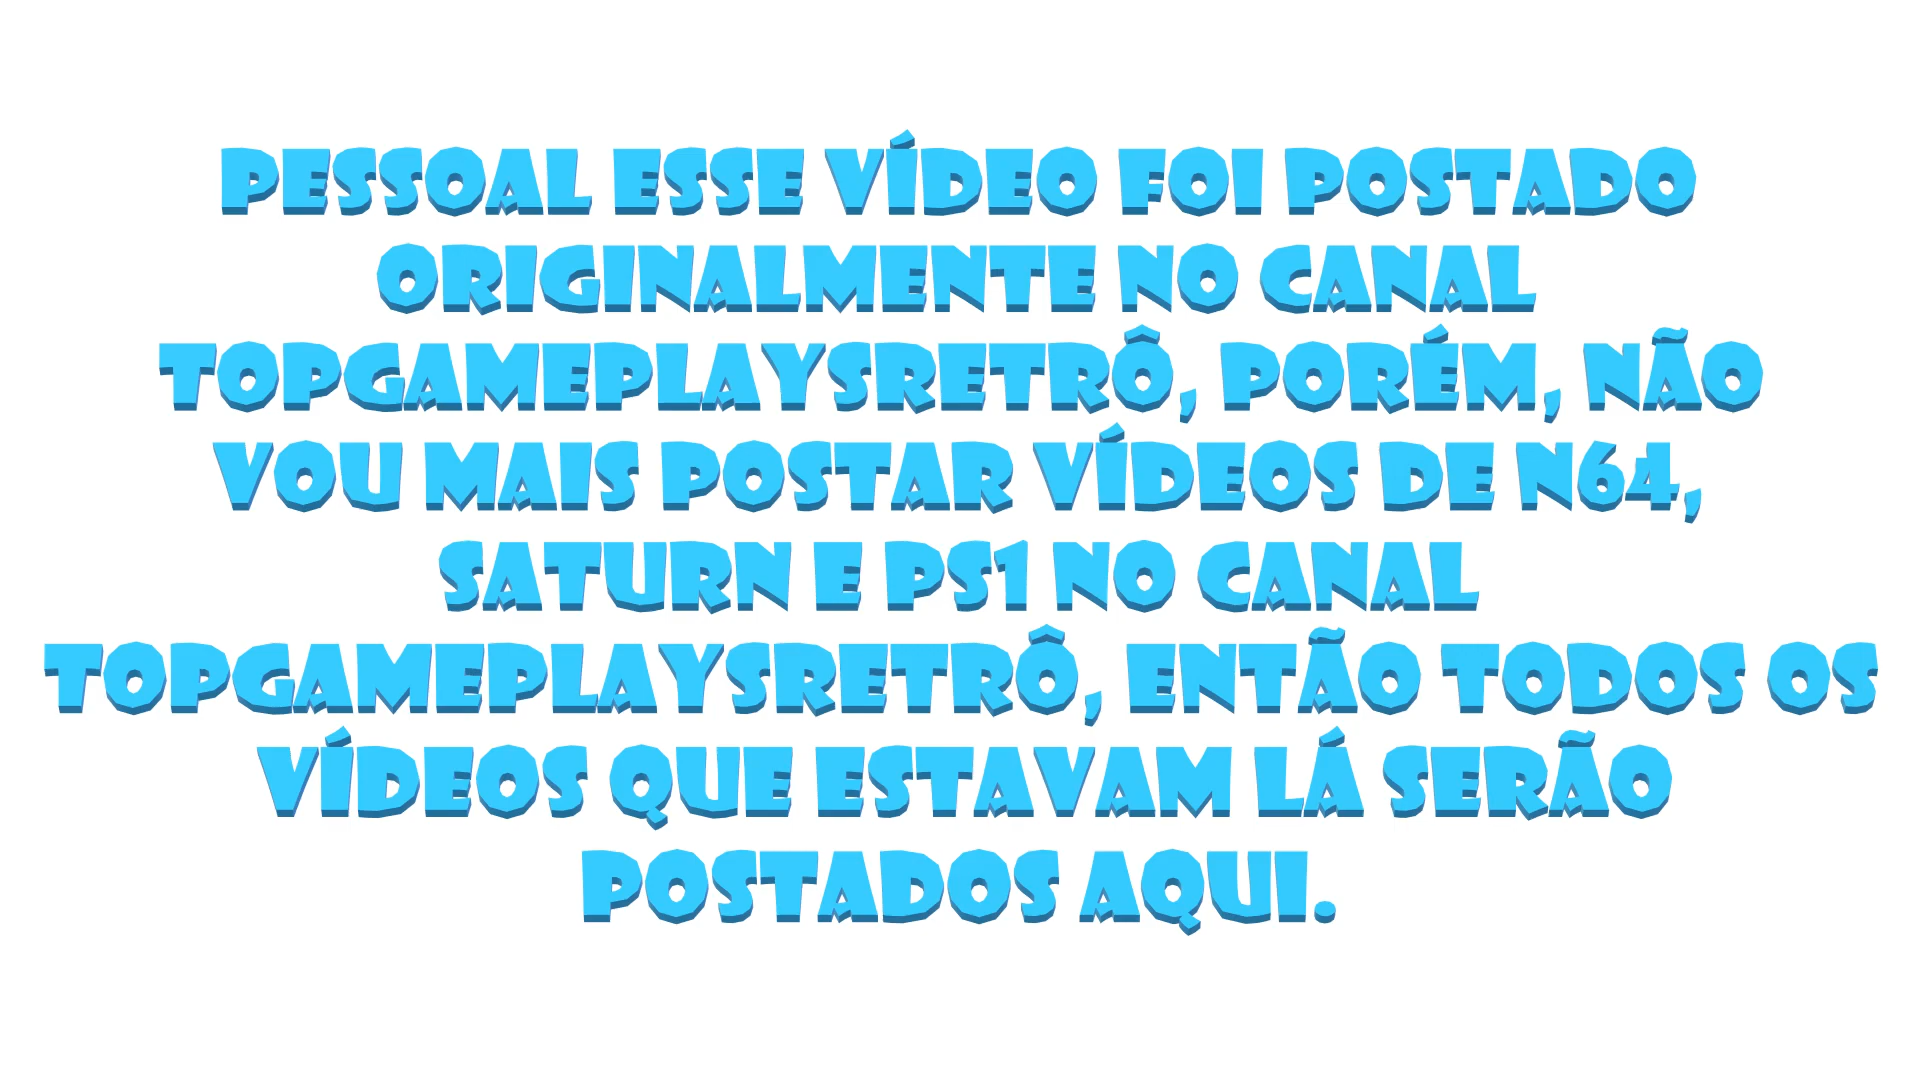 PESSOAL ESSE VÍDEO FOI POSTADO
ORIGINALMENTE NO CANAL
TOPGAMEPLAYSRETRÔ, PORÉM, NÃO
VOU MAIS POSTAR VÍDEOS DE N64,
SATURN E PS1 NO CANAL
TOPGAMEPLAYSRETRÔ, ENTÃO TODOS OS
VÍDEOS QUE ESTAVAM LÁ SERÃO
POSTADOS AQUI.